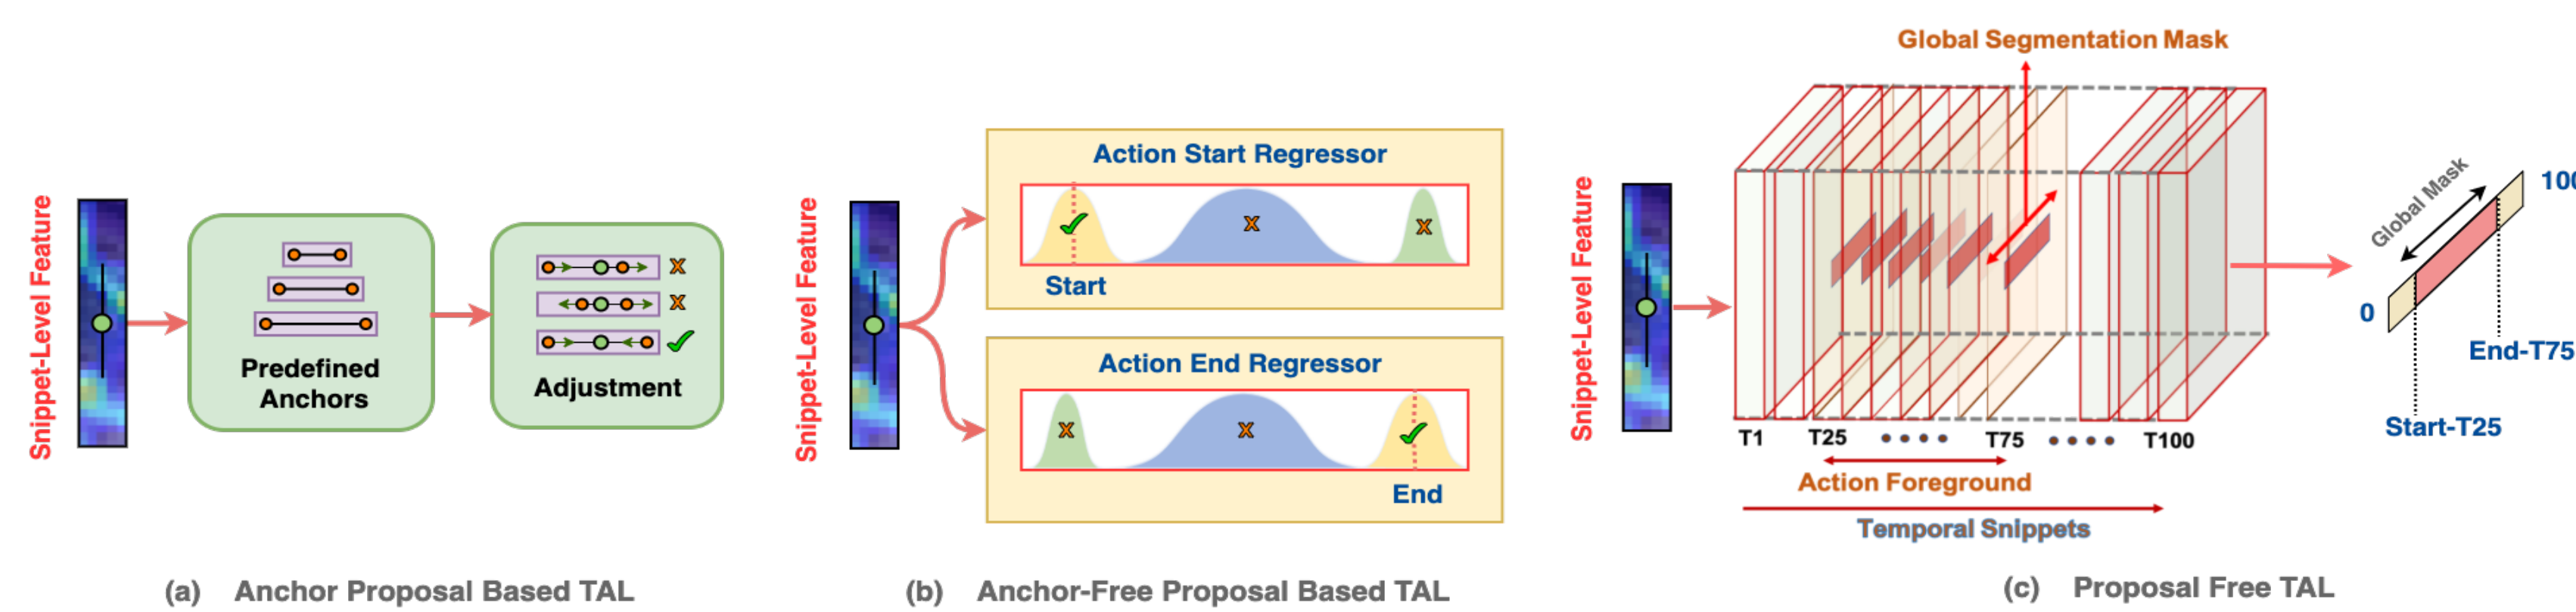 Snippet-Level Feature
Predefined
Anchors
X
X
Adjustment
(a) Anchor Proposal Based TAL
Snippet-Level Feature
Action Start Regressor
X
X
Start
Action End Regressor
X
X
End
(b) Anchor-Free Proposal Based TAL
Snippet-Level Feature
Global Segmentation Mask
T1 T25 T75 T100
Action Foreground
Temporal Snippets
Global Mask
100
0
End-T75
Start-T25
(c) Proposal Free TAL